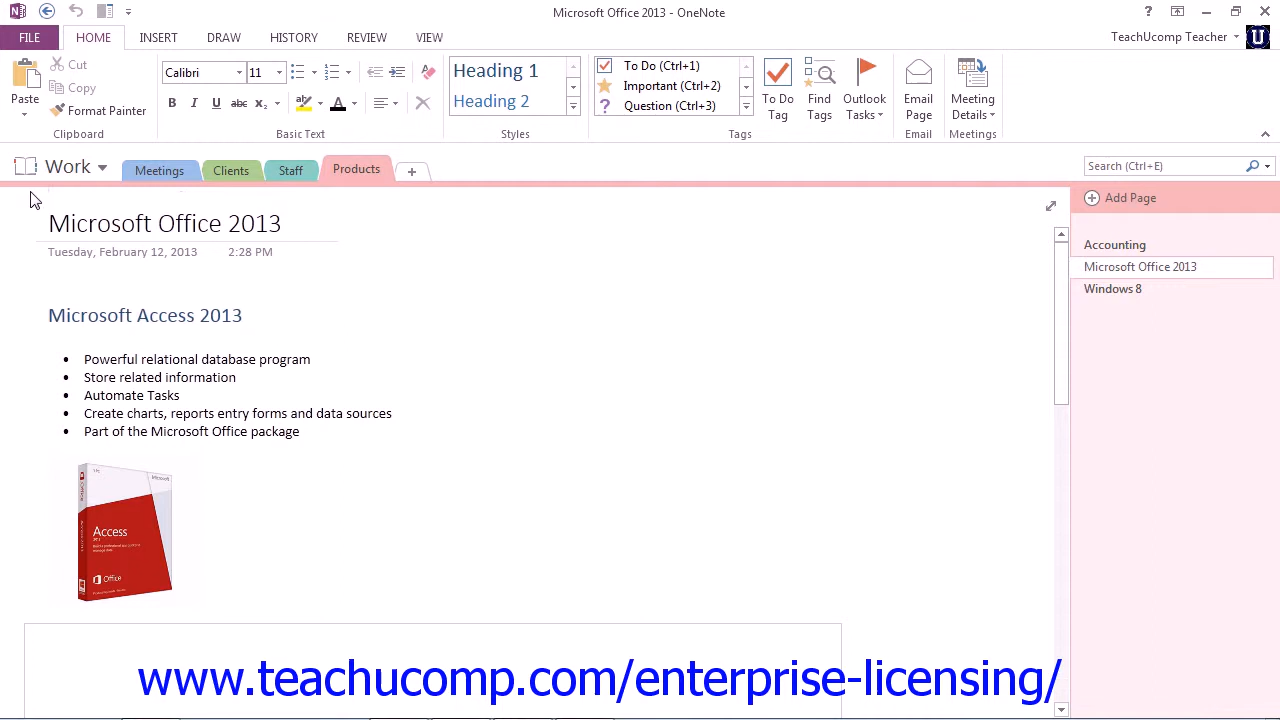 Microsoft Office 2013 - OneNote
?
FILE
HOME
INSERT
DRAW
HISTORY
REVIEW
VIEW
TeachUcomp Teacher
U
Paste
Cut
Copy
Format Painter
Clipboard
Calibri
11
B I U abc x₂
A
Basic Text
Heading 1
Heading 2
Styles
To Do (Ctrl+1)
Important (Ctrl+2)
? Question (Ctrl+3)
To Do
Tag
Find
Tags
Outlook
Tasks
Tags
Email
Page
Email
Meeting
Details
Meetings
Work
Meetings
Clients
Staff
Products
+
Search (Ctrl+E)
Microsoft Office 2013
Tuesday, February 12, 2013 2:28 PM
Microsoft Access 2013
• Powerful relational database program
• Store related information
• Automate Tasks
• Create charts, reports entry forms and data sources
• Part of the Microsoft Office package
Microsoft
Access
Office
Add Page
Accounting
Microsoft Office 2013
Windows 8
www.teachucomp.com/enterprise-licensing/